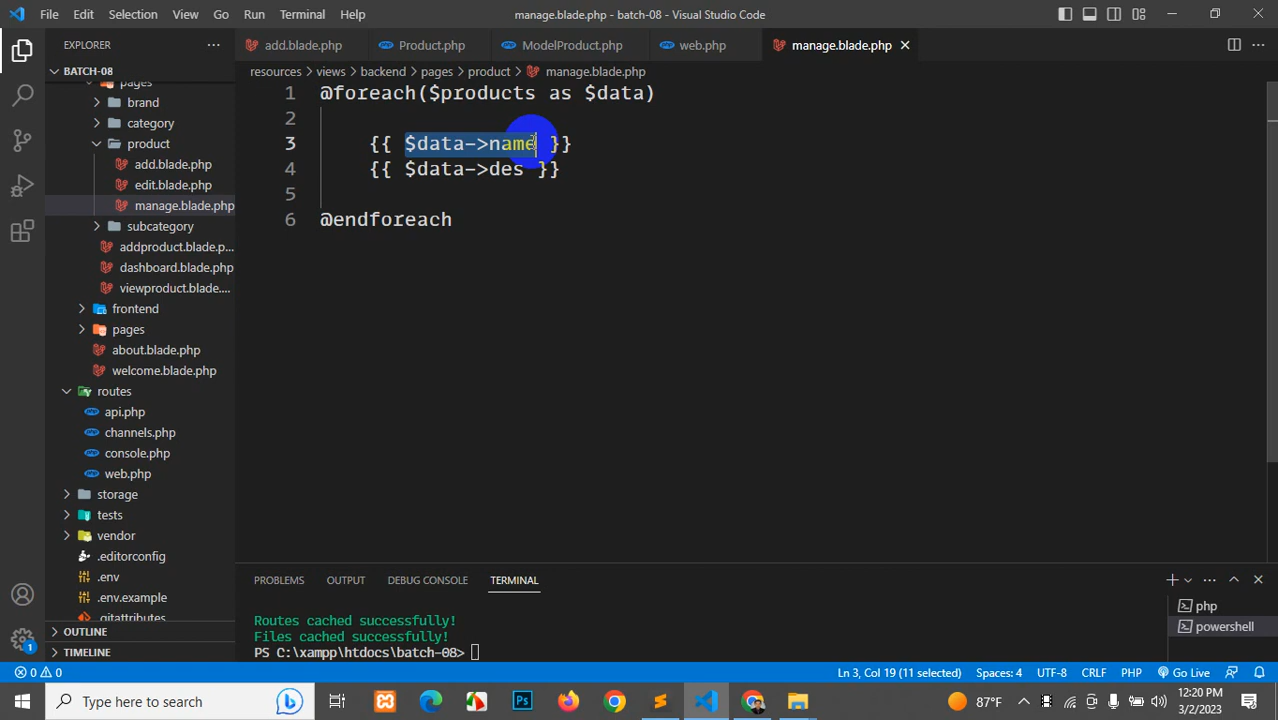 File Edit Selection View Go Run Terminal Help
manage.blade.php - batch-08 - Visual Studio Code
EXPLORER
add.blade.php Product.php ModelProduct.php web.php manage.blade.php
BATCH-08
resources > views > backend > pages > product > manage.blade.php
pages
brand
category
product
add.blade.php
edit.blade.php
manage.blade.php
subcategory
addproduct.blade.p...
dashboard.blade.php
viewproduct.blade....
frontend
pages
about.blade.php
welcome.blade.php
routes
api.php
channels.php
console.php
web.php
storage
tests
vendor
.editorconfig
.env
.env.example
.gitattributes
OUTLINE
TIMELINE
1 @foreach($products as $data)
2
3 {{ $data->name }}
4 {{ $data->des }}
5
6 @endforeach
PROBLEMS OUTPUT DEBUG CONSOLE TERMINAL
Routes cached successfully!
Files cached successfully!
PS C:\xampp\htdocs\batch-08>
php
powershell
1
0 0
Ln 3, Col 19 (11 selected) Spaces: 4 UTF-8 CRLF PHP Go Live
Type here to search
Ps
87°F
12:20 PM
3/2/2023